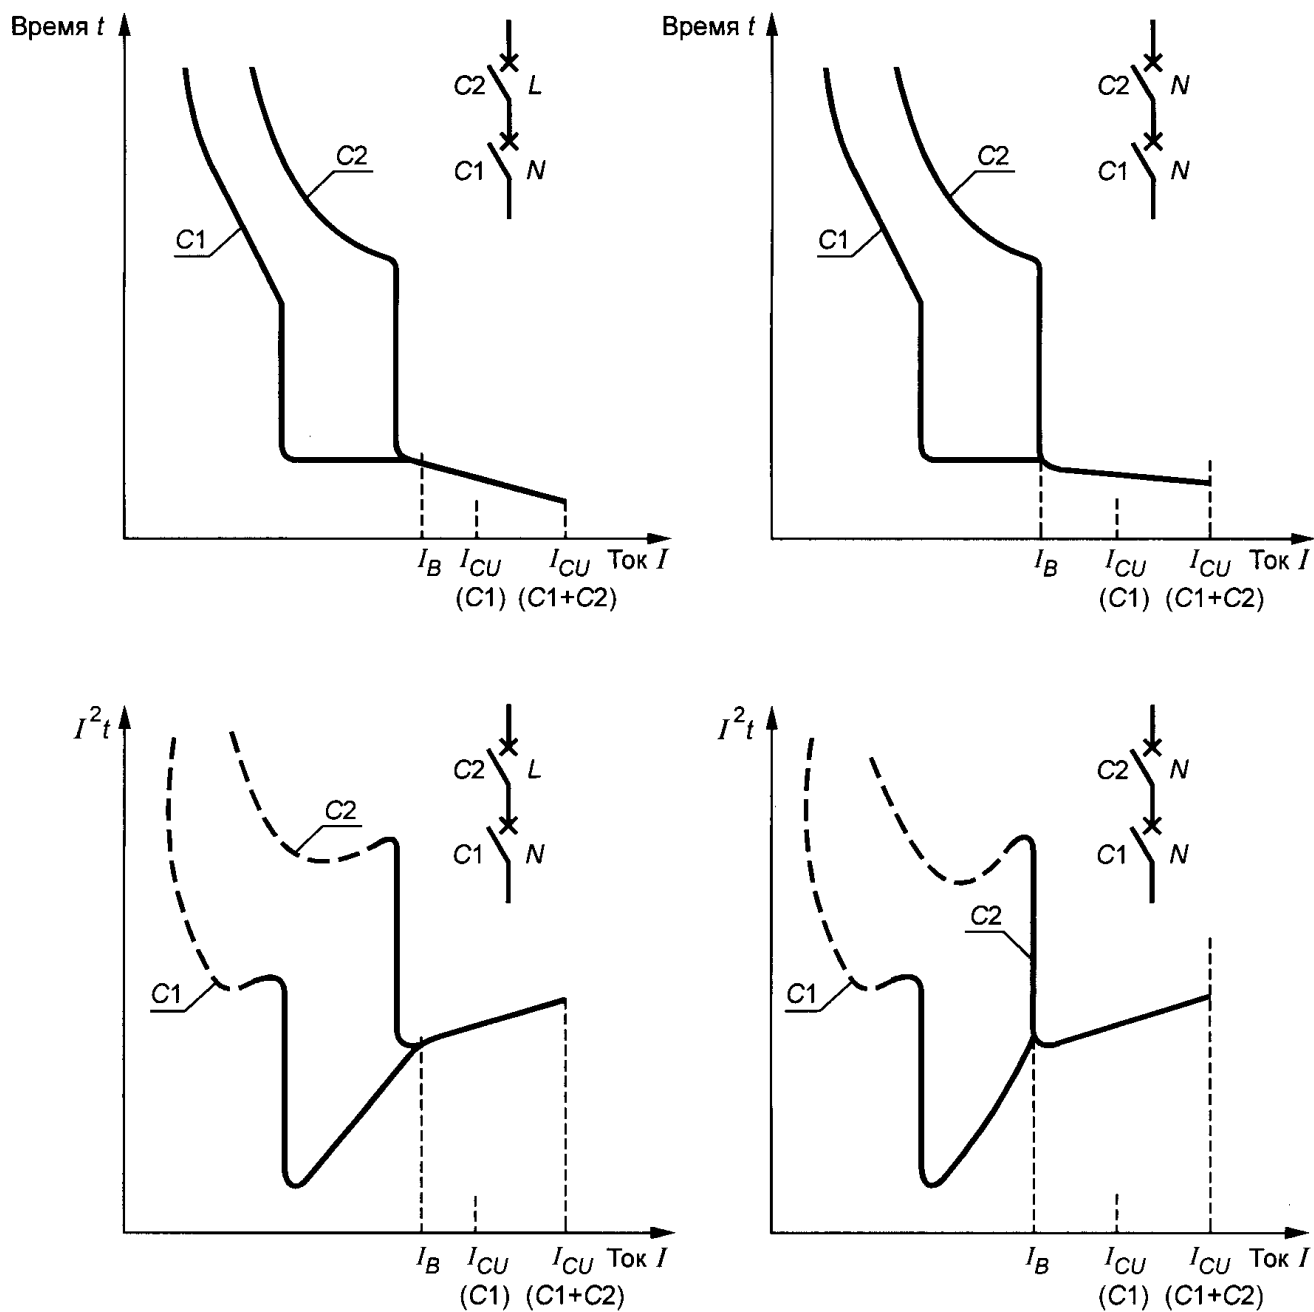 Время t
C2 L
C1 N
C2
C1
I_B I_CU I_CU Ток I
(C1) (C1+C2)
Время t
C2 N
C1 N
C2
C1
I_B I_CU I_CU Ток I
(C1) (C1+C2)
I²t
C2 L
C1 N
C2
C1
I_B I_CU I_CU Ток I
(C1) (C1+C2)
I²t
C2 N
C1 N
C2
C1
I_B I_CU I_CU Ток I
(C1) (C1+C2)